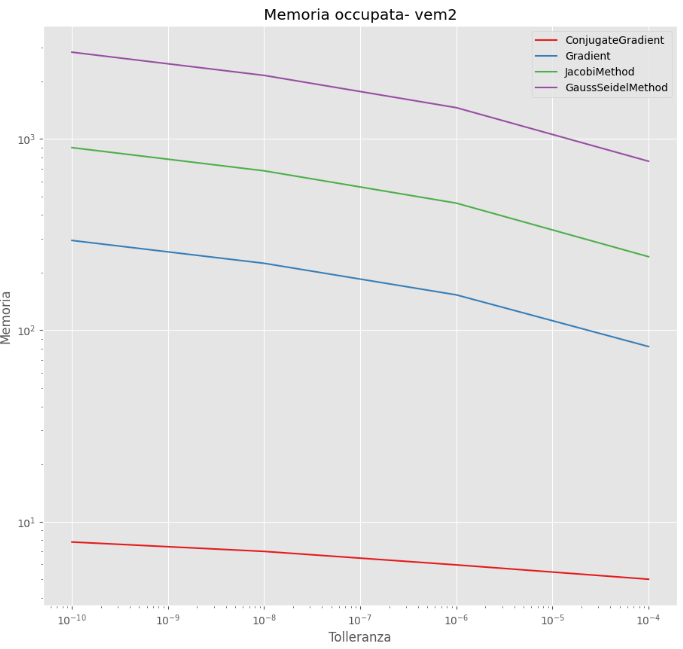 Memoria occupata- vem2
ConjugateGradient
Gradient
JacobiMethod
GaussSeidelMethod
10³
10²
10¹
Memoria
10⁻¹⁰ 10⁻⁹ 10⁻⁸ 10⁻⁷ 10⁻⁶ 10⁻⁵ 10⁻⁴
Tolleranza